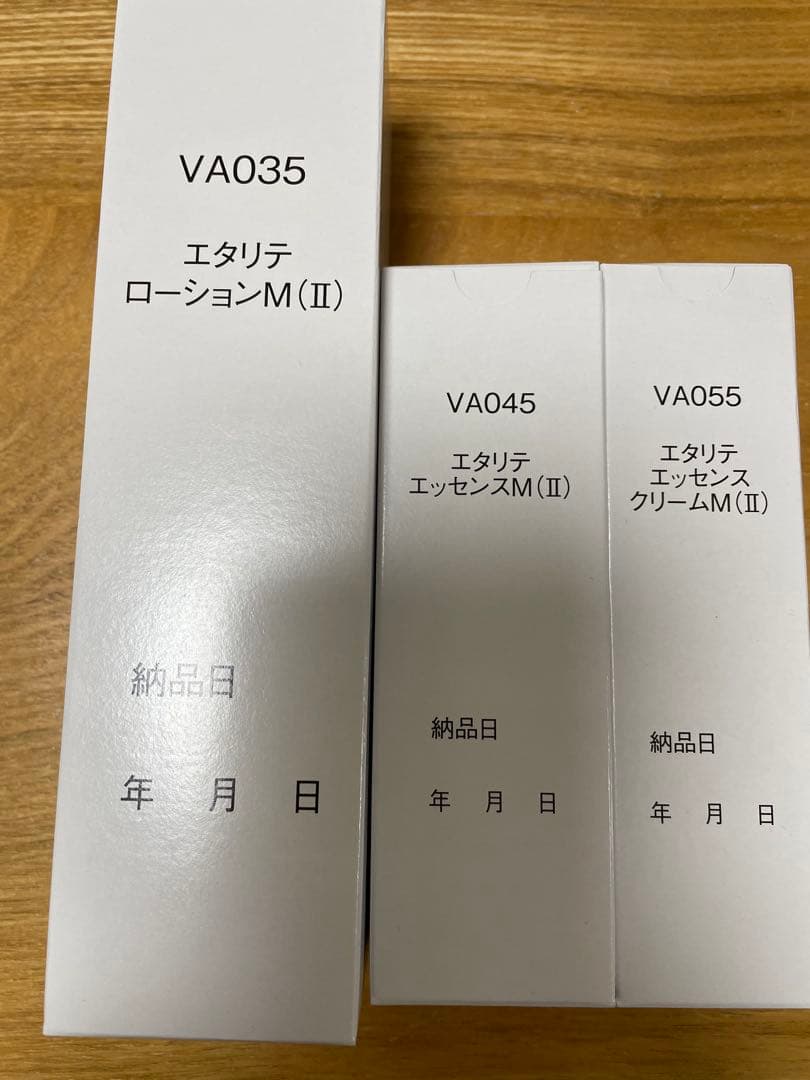 VA035
エタリテ
ローションM(Ⅱ)
納品日
年 月 日
VA045
エタリテ
エッセンスM(Ⅱ)
納品日
年 月 日
VA055
エタリテ
エッセンス
クリームM(Ⅱ)
納品日
年 月 日